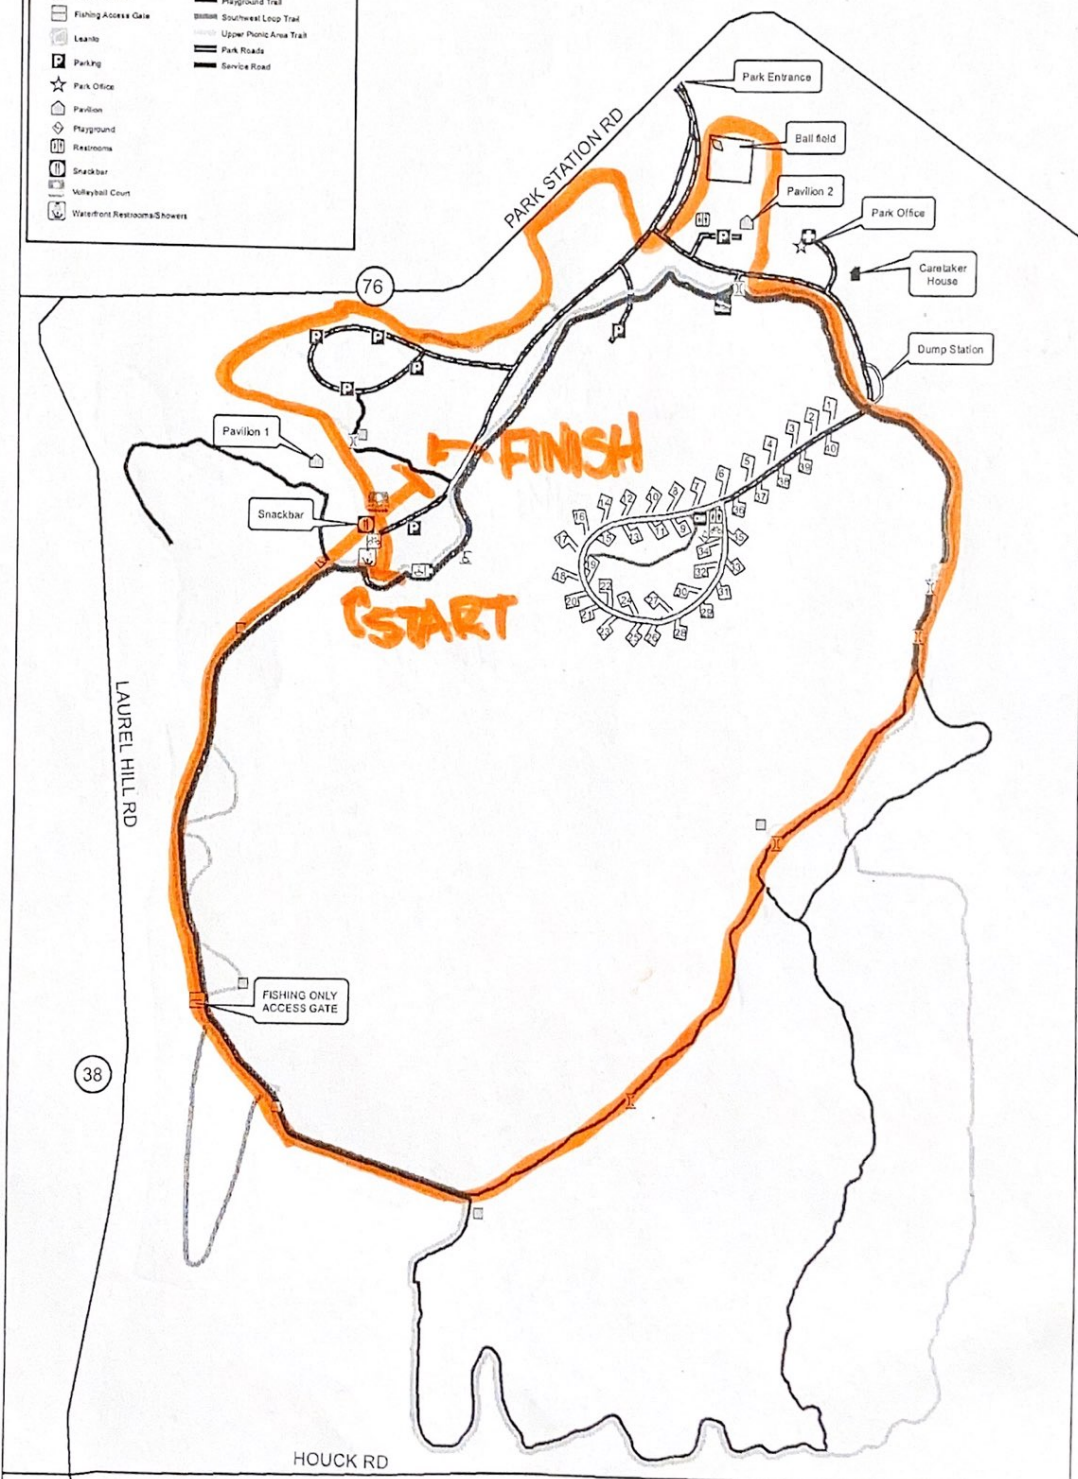 Playground Trail
Fishing Access Gate
Southwest Loop Trail
Leanto
Upper Picnic Area Trail
Parking
Park Roads
Park Office
Service Road
Pavilion
Playground
Restrooms
Snackbar
Volleyball Court
Waterfront Restrooms/Showers
Park Entrance
PARK STATION RD
Ball field
Pavilion 2
Park Office
Caretaker
House
76
Dump Station
Pavilion 1
FINISH
Snackbar
START
LAUREL HILL RD
FISHING ONLY
ACCESS GATE
38
HOUCK RD